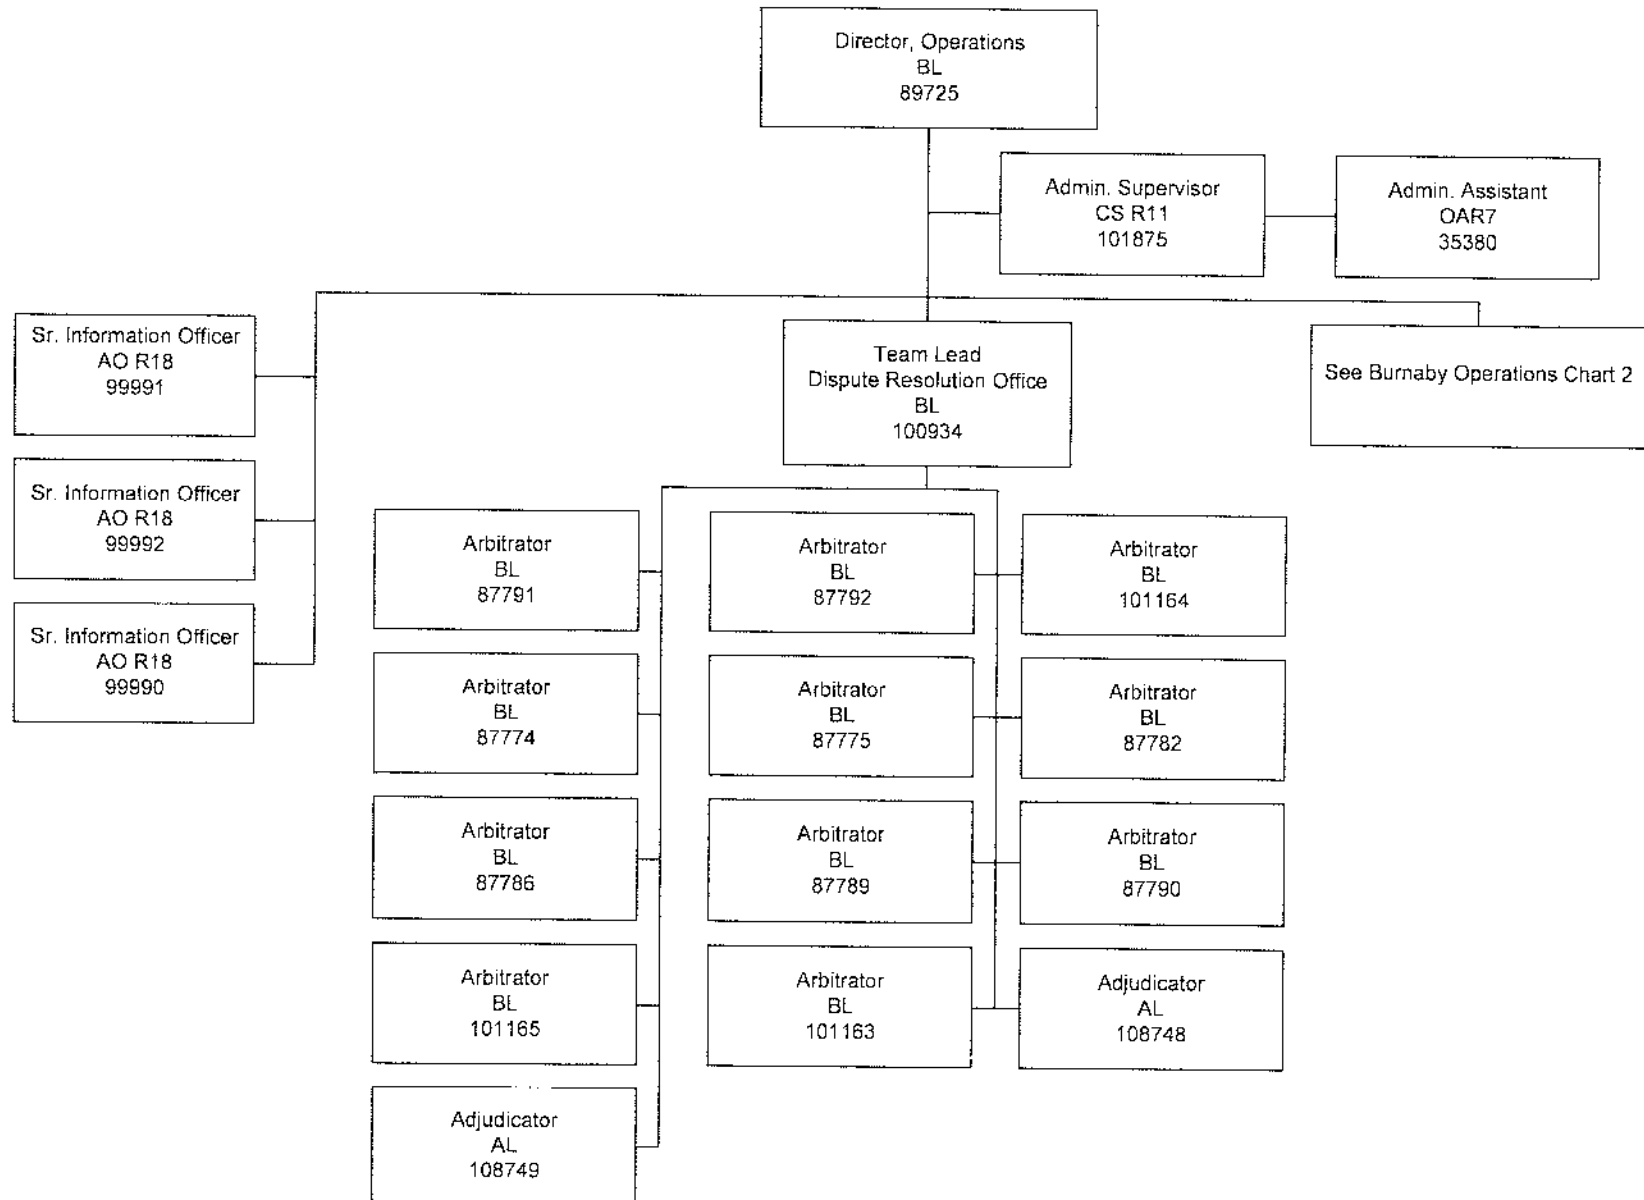 Director, Operations
BL
89725
Admin. Supervisor
CS R11
101875
Admin. Assistant
OAR7
35380
Sr. Information Officer
AO R18
99991
Team Lead
Dispute Resolution Office
BL
100934
See Burnaby Operations Chart 2
Sr. Information Officer
AO R18
99992
Sr. Information Officer
AO R18
99990
Arbitrator
BL
87791
Arbitrator
BL
87792
Arbitrator
BL
101164
Arbitrator
BL
87774
Arbitrator
BL
87775
Arbitrator
BL
87782
Arbitrator
BL
87786
Arbitrator
BL
87789
Arbitrator
BL
87790
Arbitrator
BL
101165
Arbitrator
BL
101163
Adjudicator
AL
108748
Adjudicator
AL
108749